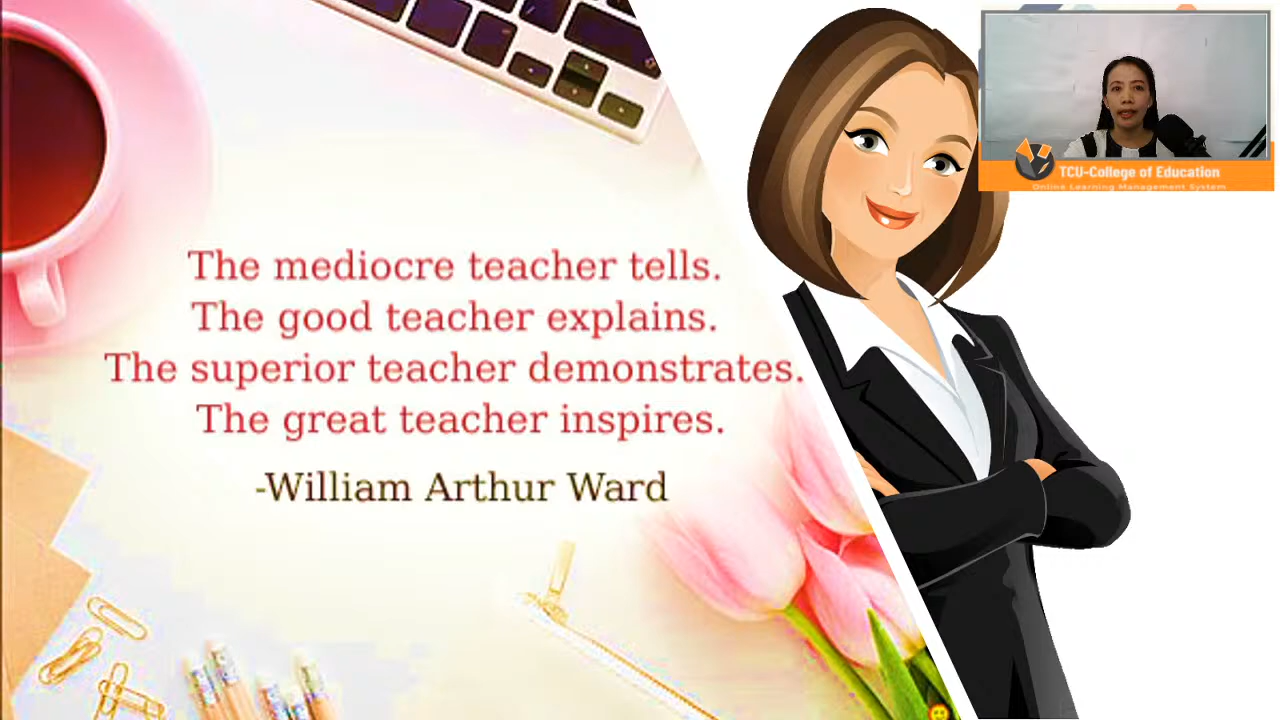 The mediocre teacher tells.
The good teacher explains.
The superior teacher demonstrates.
The great teacher inspires.
-William Arthur Ward
TCU-College of Education
Online Learning Management System